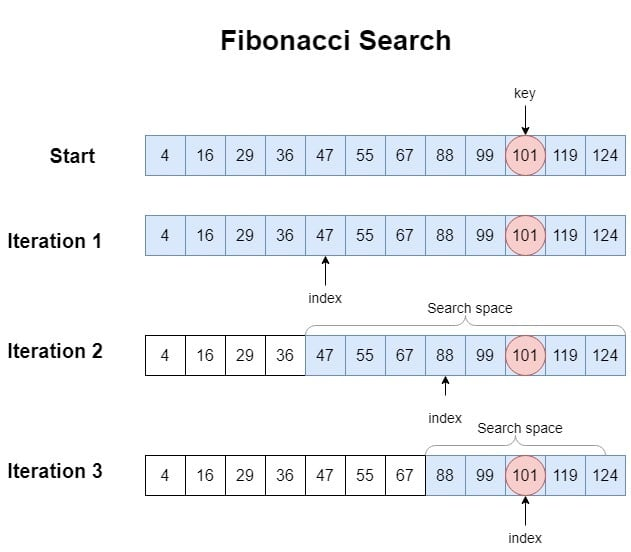 Fibonacci Search
key
Start 4 16 29 36 47 55 67 88 99 101 119 124
Iteration 1 4 16 29 36 47 55 67 88 99 101 119 124
index
Search space
Iteration 2 4 16 29 36 47 55 67 88 99 101 119 124
index
Search space
Iteration 3 4 16 29 36 47 55 67 88 99 101 119 124
index